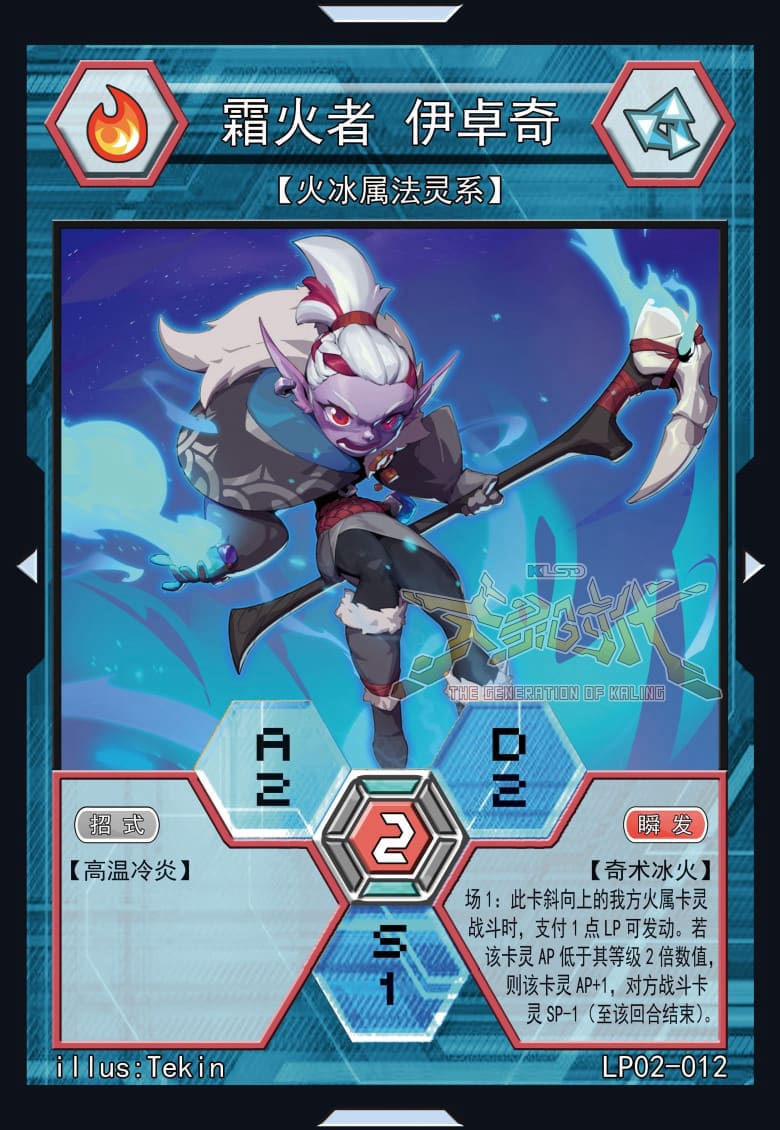 霜火者 伊卓奇
【火冰属法灵系】
KLSD
卡灵时代
THE GENERATION OF KALING
A
2
D
2
2
S
1
招式
【高温冷炎】
瞬发
【奇术冰火】
场1：此卡斜向上的我方火属卡灵
战斗时，支付1点LP可发动。若
该卡灵AP低于其等级2倍数值，
则该卡灵AP+1，对方战斗卡
灵SP-1（至该回合结束）。
illus:Tekin
LP02-012